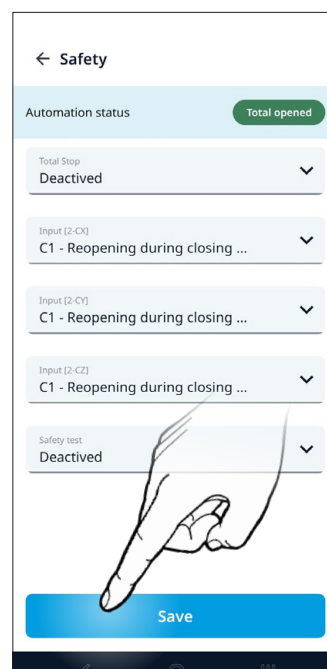 Safety
Automation status
Total opened
Total Stop
Deactived
Input [2-CX]
C1 - Reopening during closing ...
Input [2-CY]
C1 - Reopening during closing ...
Input [2-CZ]
C1 - Reopening during closing ...
Safety test
Deactived
Save